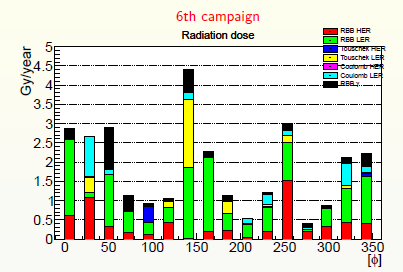 6th campaign
Radiation dose
Gy/year
5
4.5
4
3.5
3
2.5
2
1.5
1
0.5
0
0 50 100 150 200 250 300 350
[ϕ]
RBB HER
RBB LER
Touschek HER
Touschek LER
Coulomb HER
Coulomb LER
RBB γ